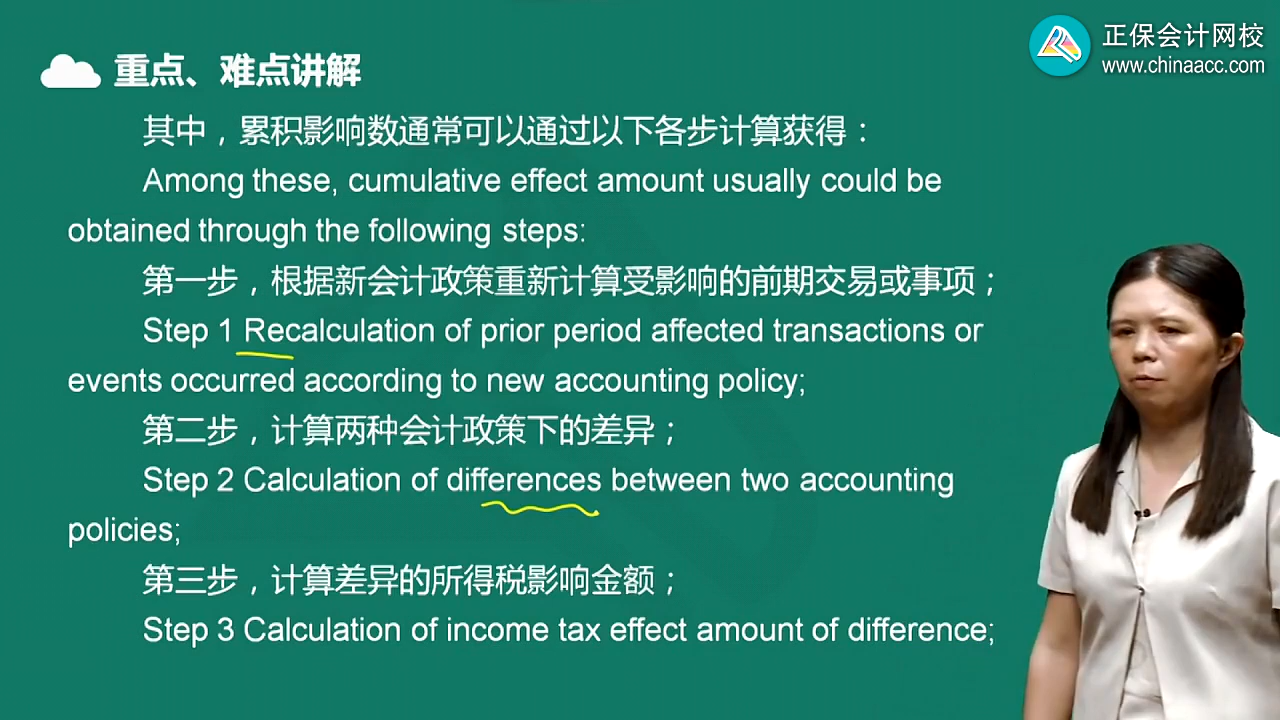 正保会计网校
www.chinaacc.com
重点、难点讲解
其中，累积影响数通常可以通过以下各步计算获得：
Among these, cumulative effect amount usually could be
obtained through the following steps:
第一步，根据新会计政策重新计算受影响的前期交易或事项；
Step 1 Recalculation of prior period affected transactions or
events occurred according to new accounting policy;
第二步，计算两种会计政策下的差异；
Step 2 Calculation of differences between two accounting
policies;
第三步，计算差异的所得税影响金额；
Step 3 Calculation of income tax effect amount of difference;